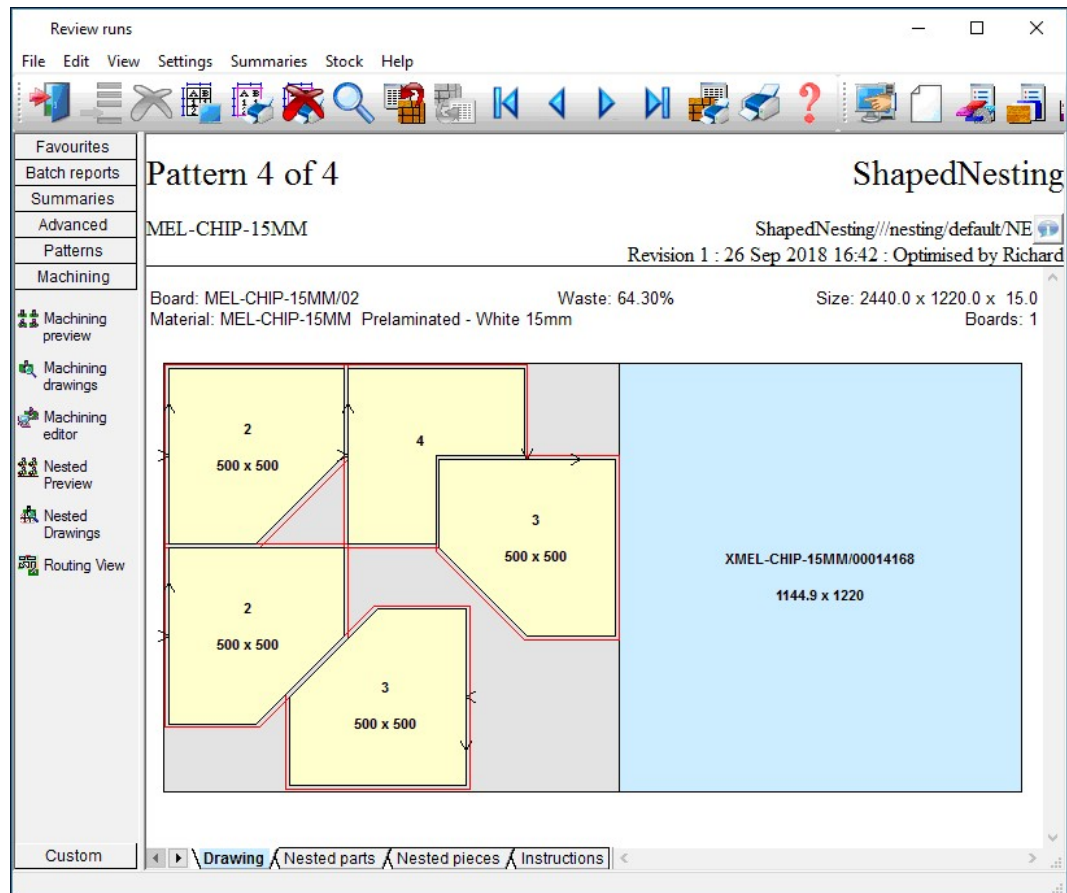 Review runs
File Edit View Settings Summaries Stock Help
Favourites
Batch reports
Summaries
Advanced
Patterns
Machining
Machining
preview
Machining
drawings
Machining
editor
Nested
Preview
Nested
Drawings
Routing View
Custom
Pattern 4 of 4
ShapedNesting
MEL-CHIP-15MM
ShapedNesting///nesting/default/NE
Revision 1 : 26 Sep 2018 16:42 : Optimised by Richard
Board: MEL-CHIP-15MM/02 Waste: 64.30% Size: 2440.0 x 1220.0 x 15.0
Material: MEL-CHIP-15MM Prelaminated - White 15mm Boards: 1
2
500 x 500
4
3
500 x 500
2
500 x 500
3
500 x 500
XMEL-CHIP-15MM/00014168
1144.9 x 1220
Drawing Nested parts Nested pieces Instructions